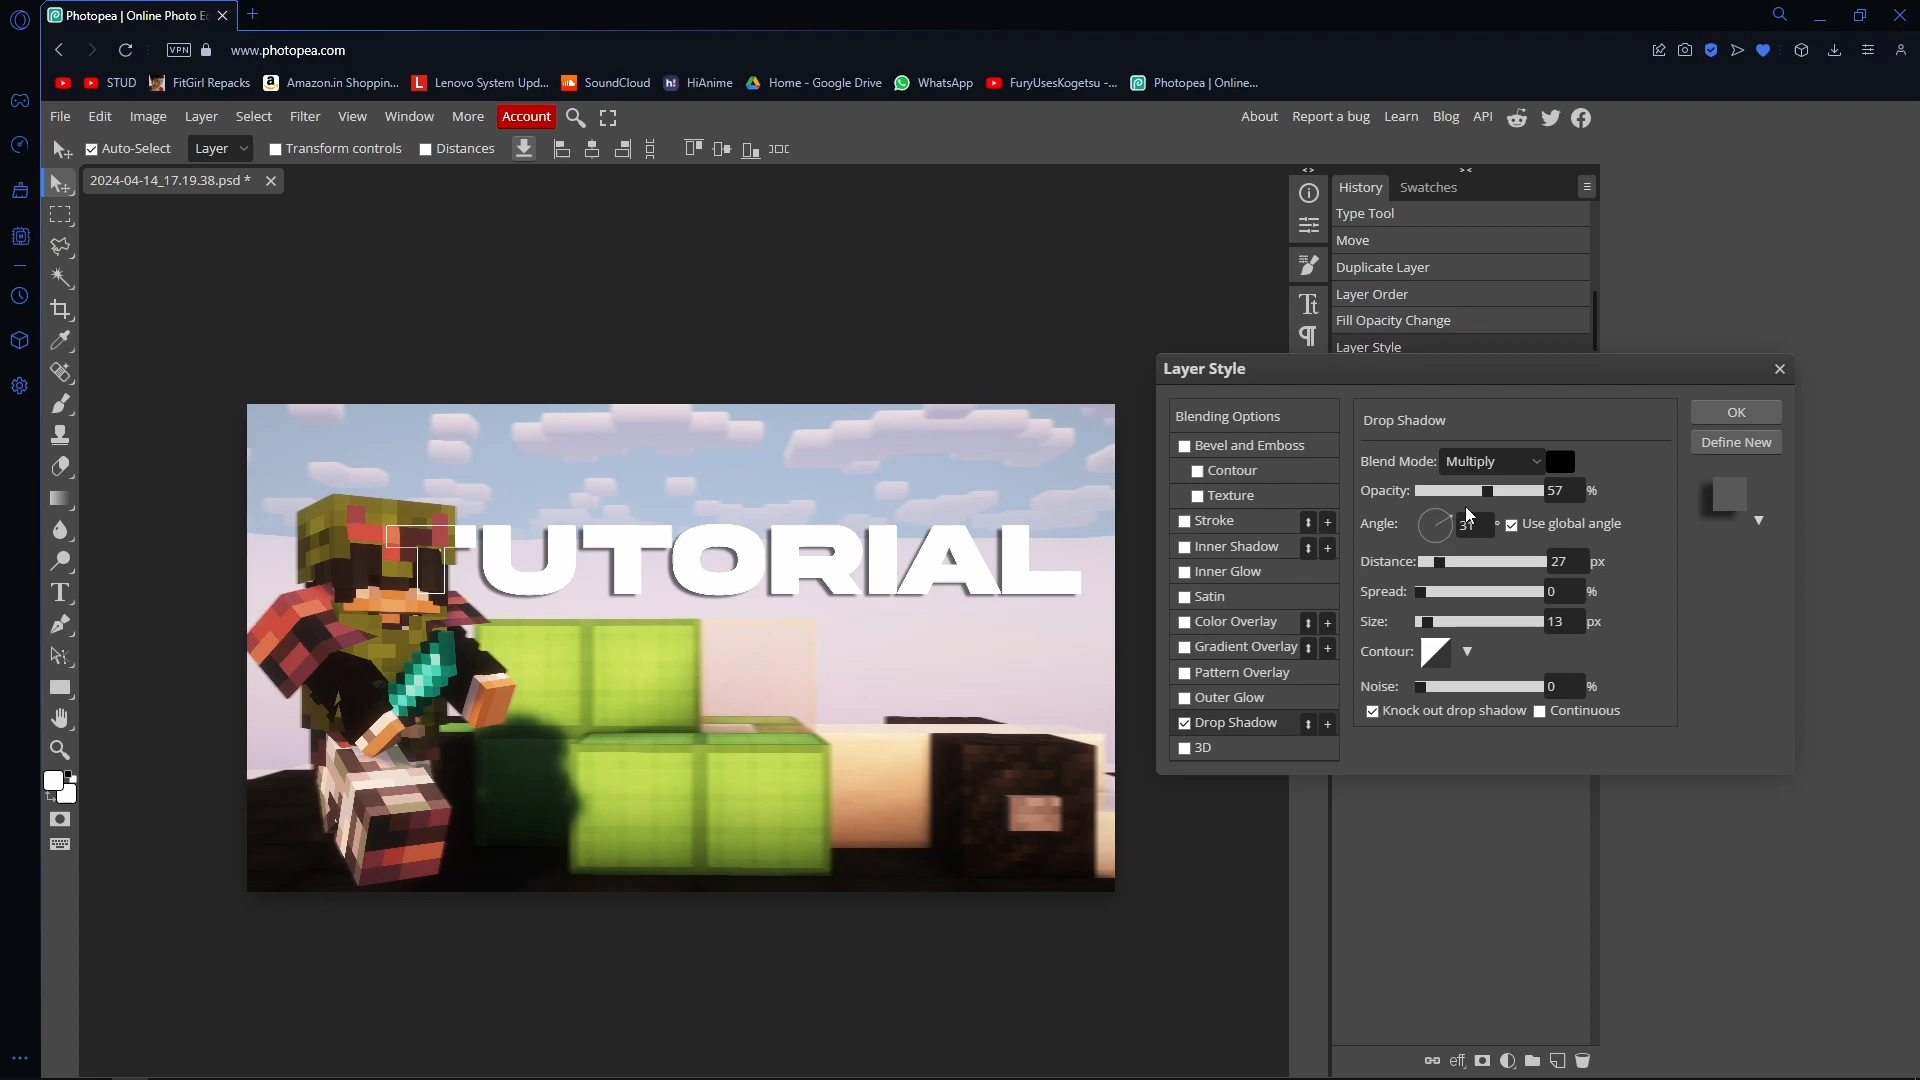 Photopea | Online Photo Ec
VPN
www.photopea.com
STUD
FitGirl Repacks
Amazon.in Shoppin...
Lenovo System Upd...
SoundCloud
HiAnime
Home - Google Drive
WhatsApp
FuryUsesKogetsu -...
Photopea | Online...
File Edit Image Layer Select Filter View Window More Account
About Report a bug Learn Blog API
Auto-Select Layer Transform controls Distances
2024-04-14_17.19.38.psd *
History Swatches
Type Tool
Move
Duplicate Layer
Layer Order
Fill Opacity Change
Layer Style
Layer Style
Blending Options
Bevel and Emboss
Contour
Texture
Stroke
Inner Shadow
Inner Glow
Satin
Color Overlay
Gradient Overlay
Pattern Overlay
Outer Glow
Drop Shadow
3D
Drop Shadow
Blend Mode: Multiply
Opacity: 57 %
Angle: 31 ° Use global angle
Distance: 27 px
Spread: 0 %
Size: 13 px
Contour:
Noise: 0 %
Knock out drop shadow Continuous
OK
Define New
TUTORIAL
eff